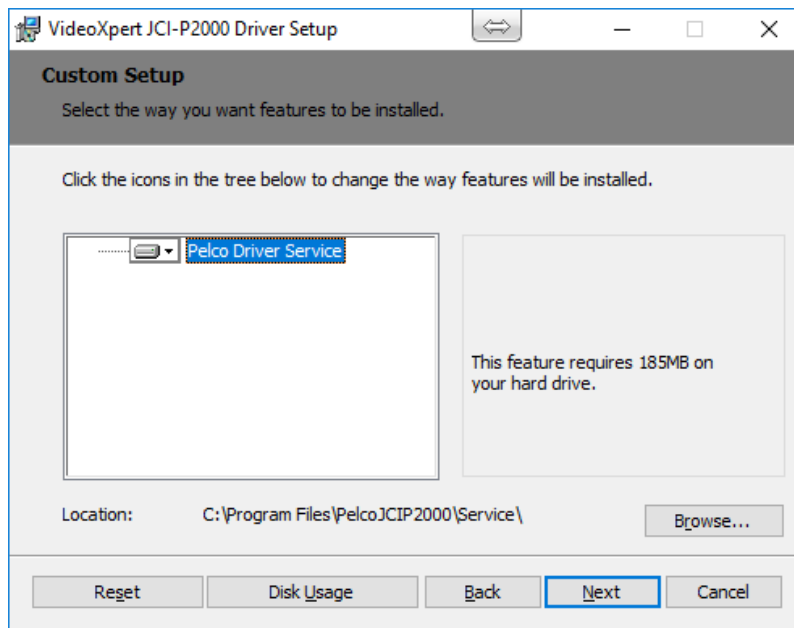 VideoXpert JCI-P2000 Driver Setup
Custom Setup
Select the way you want features to be installed.
Click the icons in the tree below to change the way features will be installed.
Pelco Driver Service
This feature requires 185MB on
your hard drive.
Location: C:\Program Files\PelcoJCIP2000\Service\
Browse...
Reset Disk Usage Back Next Cancel